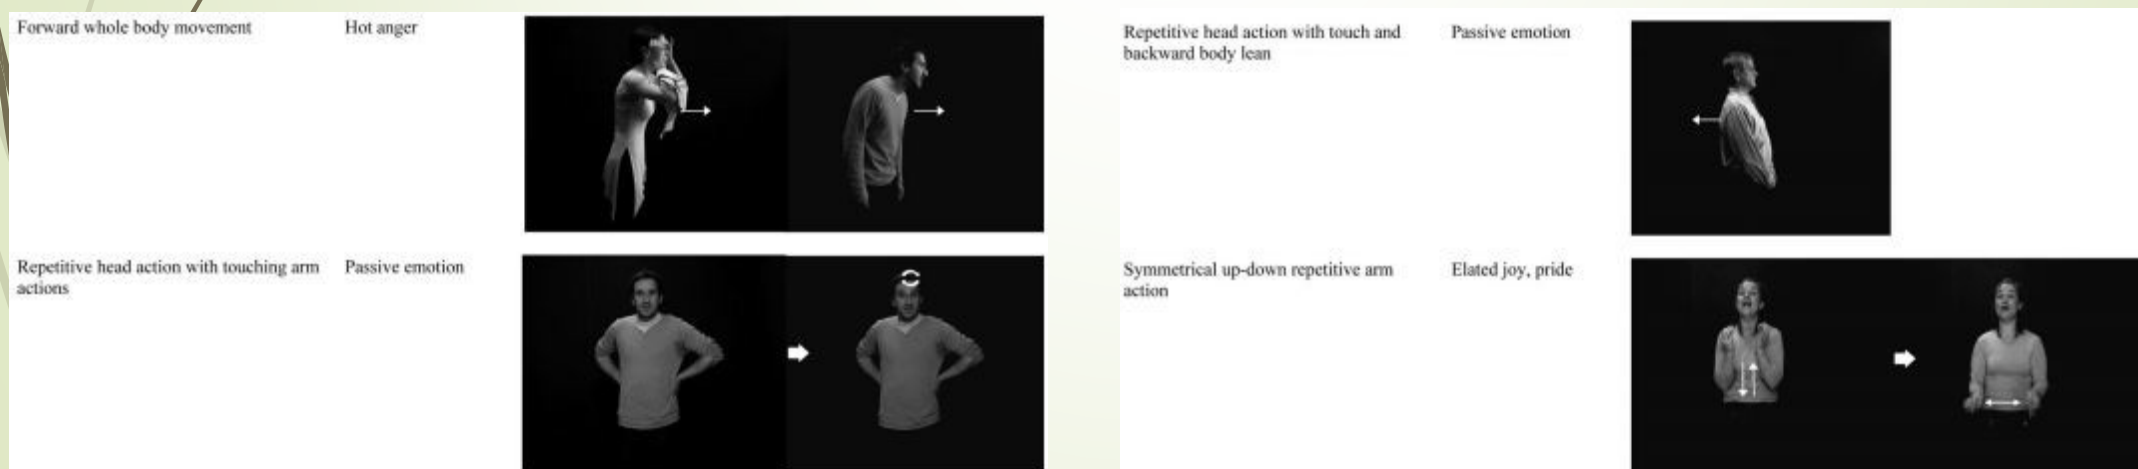 Forward whole body movement
Hot anger
Repetitive head action with touching arm
actions
Passive emotion
Repetitive head action with touch and
backward body lean
Passive emotion
Symmetrical up-down repetitive arm
action
Elated joy, pride